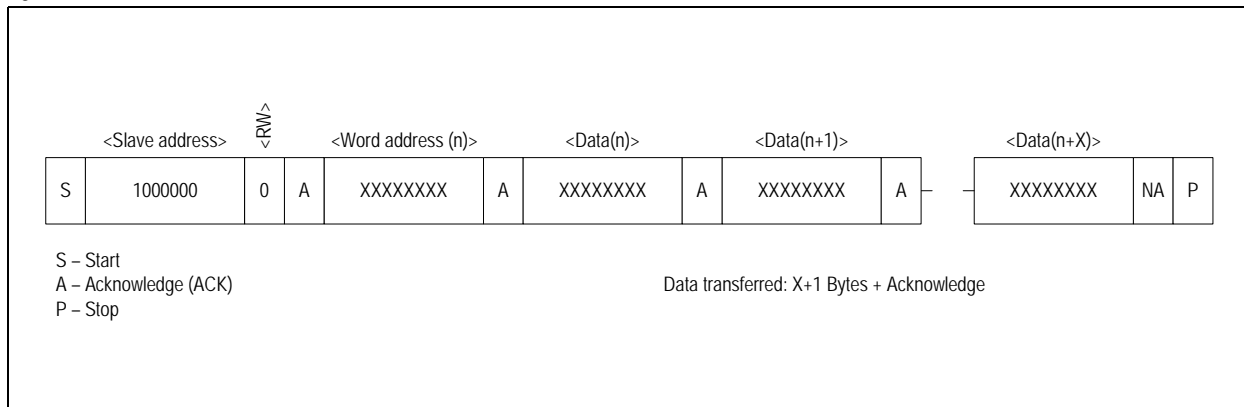 <RW>
<Slave address> <Word address (n)> <Data(n)> <Data(n+1)> <Data(n+X)>
S 1000000 0 A XXXXXXXX A XXXXXXXX A XXXXXXXX A XXXXXXXX NA P
S – Start
A – Acknowledge (ACK) Data transferred: X+1 Bytes + Acknowledge
P – Stop